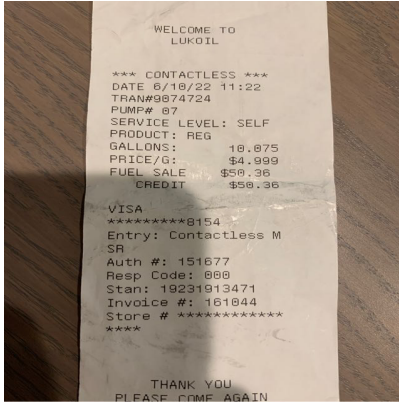 WELCOME TO
LUKOIL
*** CONTACTLESS ***
DATE 6/10/22 11:22
TRAN#9074724
PUMP# 07
SERVICE LEVEL: SELF
PRODUCT: REG
GALLONS: 10.075
PRICE/G: $4.999
FUEL SALE $50.36
CREDIT $50.36
VISA
*********8154
Entry: Contactless M
SR
Auth #: 151677
Resp Code: 000
Stan: 19231913471
Invoice #: 161044
Store # ************
****
THANK YOU
PLEASE COME AGAIN